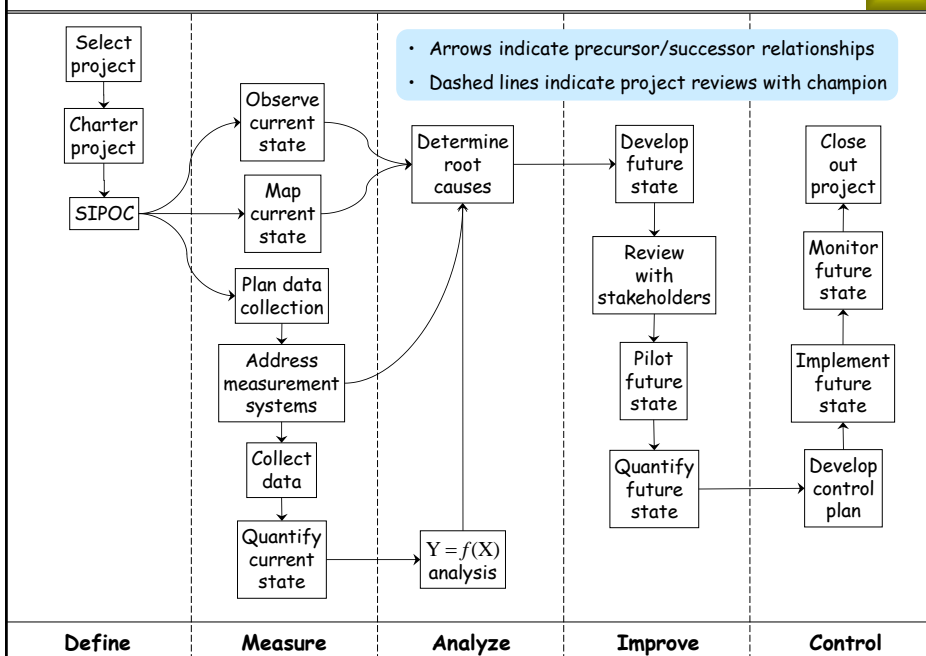 • Arrows indicate precursor/successor relationships
• Dashed lines indicate project reviews with champion
Select
project
Charter
project
SIPOC
Observe
current
state
Map
current
state
Plan data
collection
Address
measurement
systems
Collect
data
Quantify
current
state
Determine
root
causes
Y = f(X)
analysis
Develop
future
state
Review
with
stakeholders
Pilot
future
state
Quantify
future
state
Close
out
project
Monitor
future
state
Implement
future
state
Develop
control
plan
Define
Measure
Analyze
Improve
Control